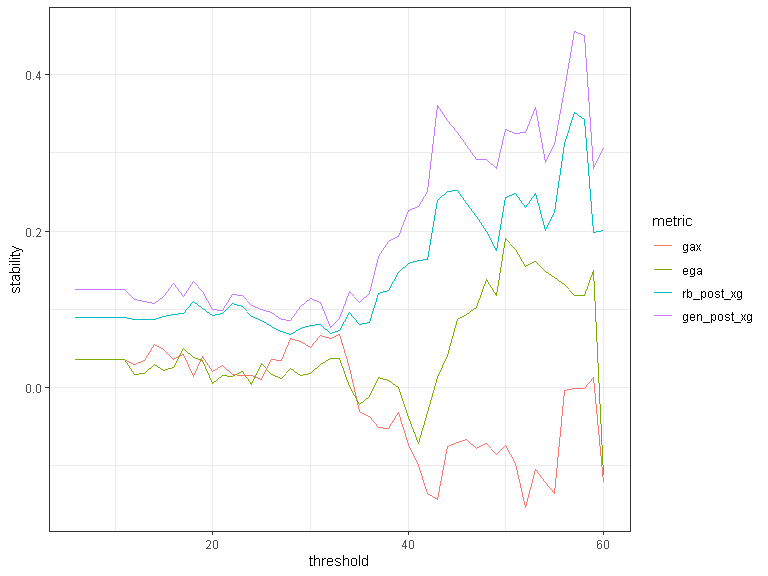 0.4
0.2
0.0
stability
20
40
60
threshold
metric
gax
ega
rb_post_xg
gen_post_xg